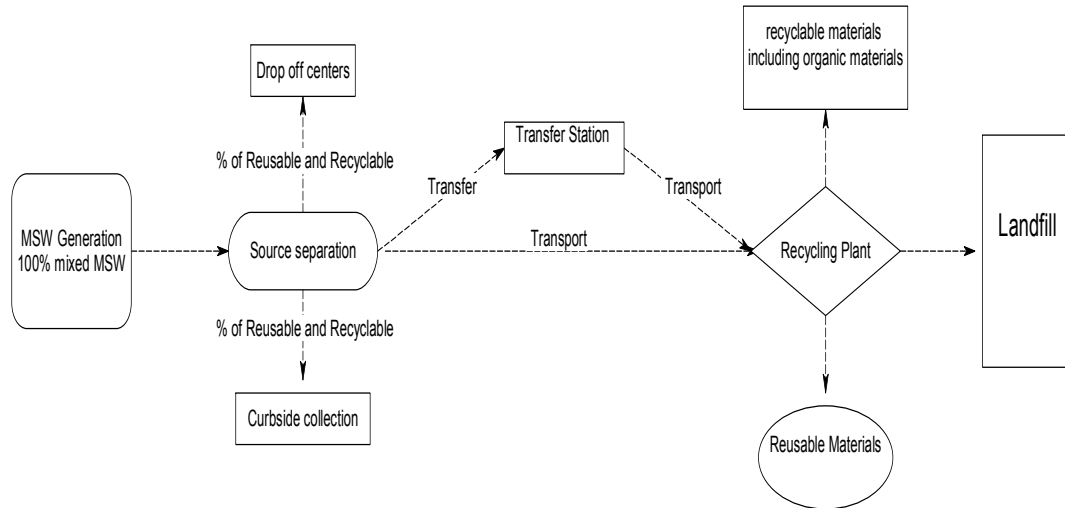 recyclable materials
including organic materials
Drop off centers
Transfer Station
% of Reusable and Recyclable
Transfer
Transport
MSW Generation
100% mixed MSW
Source separation
Transport
Recycling Plant
Landfill
% of Reusable and Recyclable
Curbside collection
Reusable Materials